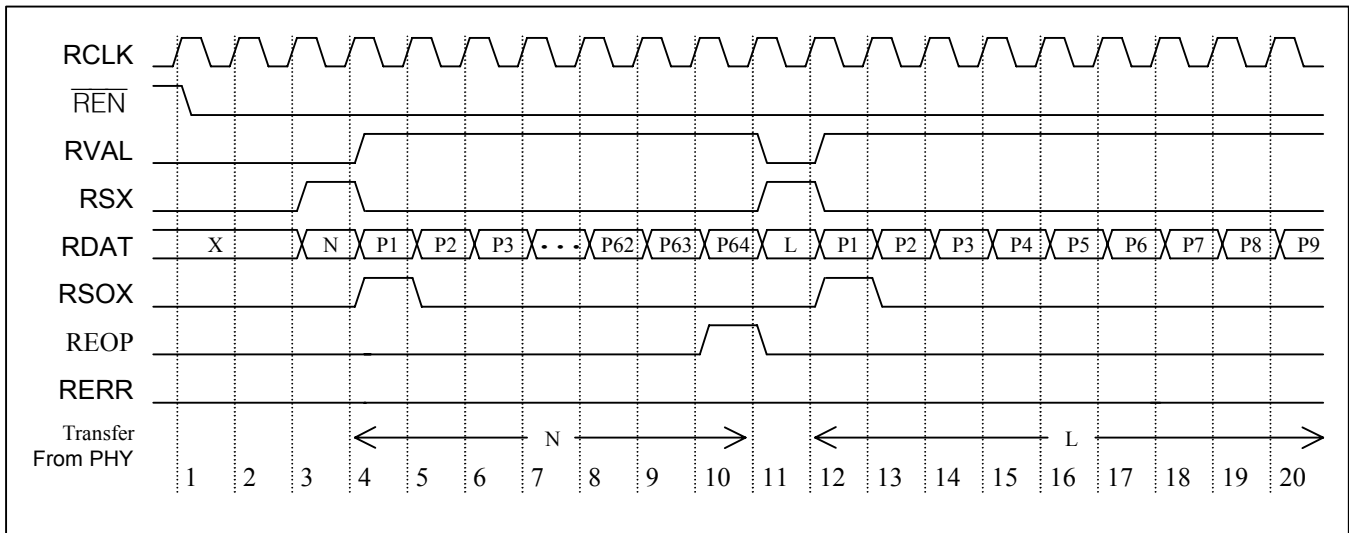 RCLK
REN
RVAL
RSX
RDAT X N P1 P2 P3 • • • P62 P63 P64 L P1 P2 P3 P4 P5 P6 P7 P8 P9
RSOX
REOP
RERR
Transfer
From PHY
N L
1 2 3 4 5 6 7 8 9 10 11 12 13 14 15 16 17 18 19 20